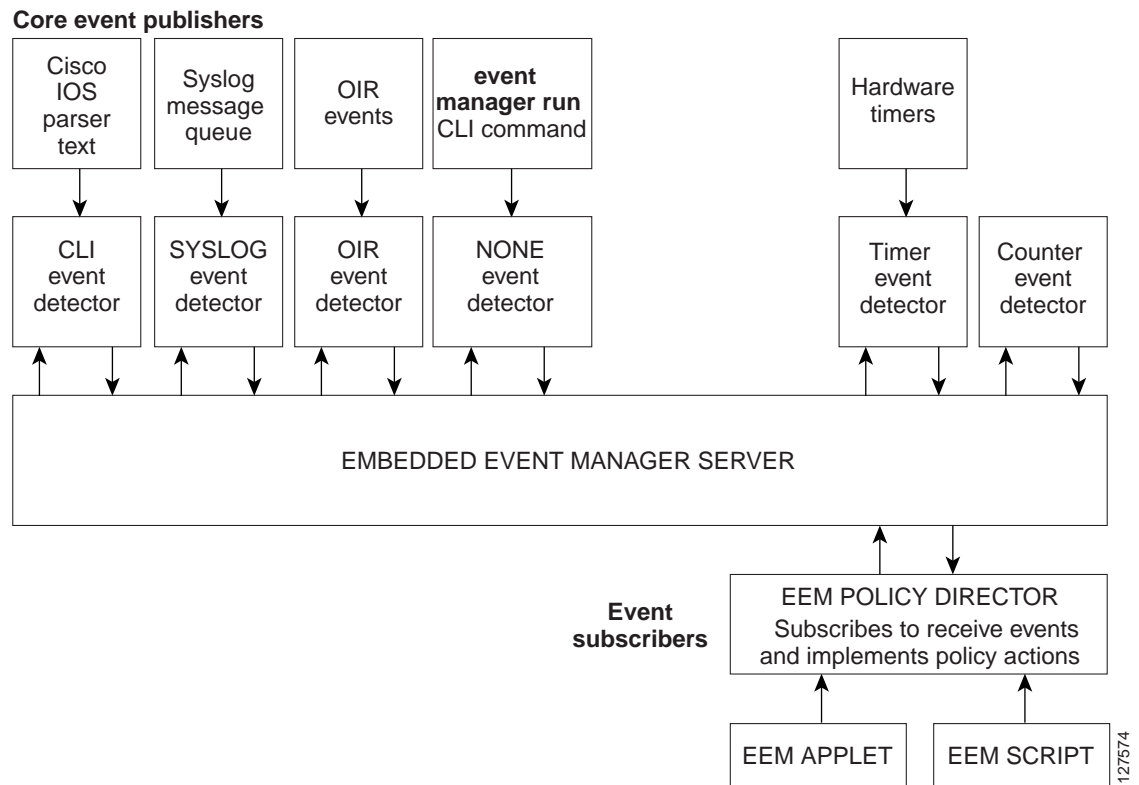 Core event publishers
Cisco
IOS
parser
text
Syslog
message
queue
OIR
events
event
manager run
CLI command
Hardware
timers
CLI
event
detector
SYSLOG
event
detector
OIR
event
detector
NONE
event
detector
Timer
event
detector
Counter
event
detector
EMBEDDED EVENT MANAGER SERVER
Event
subscribers
EEM POLICY DIRECTOR
Subscribes to receive events
and implements policy actions
EEM APPLET
EEM SCRIPT
127574